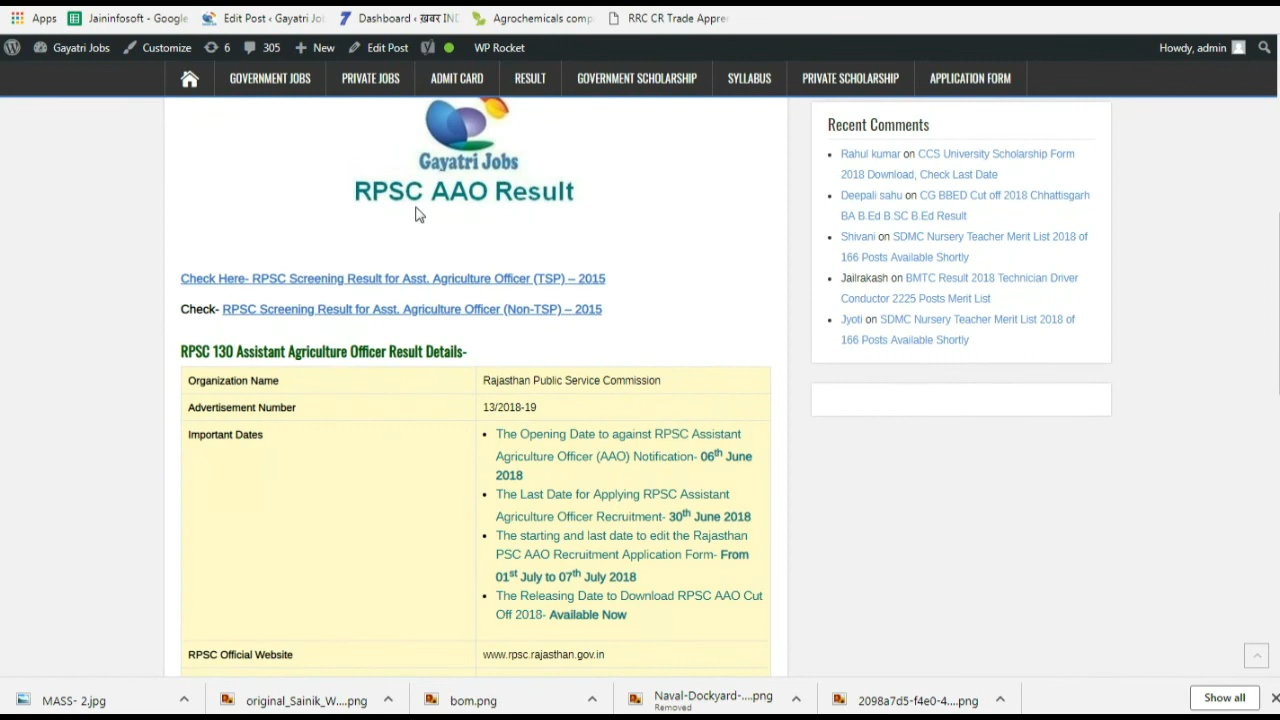 Apps Jaininfosoft - Google Edit Post ‹ Gayatri Jo Dashboard ‹ ख़बर IND Agrochemicals comp RRC CR Trade Appre
Gayatri Jobs Customize 6 305 New Edit Post WP Rocket Howdy, admin
GOVERNMENT JOBS PRIVATE JOBS ADMIT CARD RESULT GOVERNMENT SCHOLARSHIP SYLLABUS PRIVATE SCHOLARSHIP APPLICATION FORM
Gayatri Jobs
RPSC AAO Result
Check Here- RPSC Screening Result for Asst. Agriculture Officer (TSP) – 2015
Check- RPSC Screening Result for Asst. Agriculture Officer (Non-TSP) – 2015
RPSC 130 Assistant Agriculture Officer Result Details-
Organization Name Rajasthan Public Service Commission
Advertisement Number 13/2018-19
Important Dates
• The Opening Date to against RPSC Assistant
Agriculture Officer (AAO) Notification- 06th June
2018
• The Last Date for Applying RPSC Assistant
Agriculture Officer Recruitment- 30th June 2018
• The starting and last date to edit the Rajasthan
PSC AAO Recruitment Application Form- From
01st July to 07th July 2018
• The Releasing Date to Download RPSC AAO Cut
Off 2018- Available Now
RPSC Official Website www.rpsc.rajasthan.gov.in
Recent Comments
• Rahul kumar on CCS University Scholarship Form
2018 Download, Check Last Date
• Deepali sahu on CG BBED Cut off 2018 Chhattisgarh
BA B.Ed B.SC B.Ed Result
• Shivani on SDMC Nursery Teacher Merit List 2018 of
166 Posts Available Shortly
• Jailrakash on BMTC Result 2018 Technician Driver
Conductor 2225 Posts Merit List
• Jyoti on SDMC Nursery Teacher Merit List 2018 of
166 Posts Available Shortly
MASS- 2.jpg original_Sainik_W....png bom.png Naval-Dockyard-....png 2098a7d5-f4e0-4....png Show all
Removed